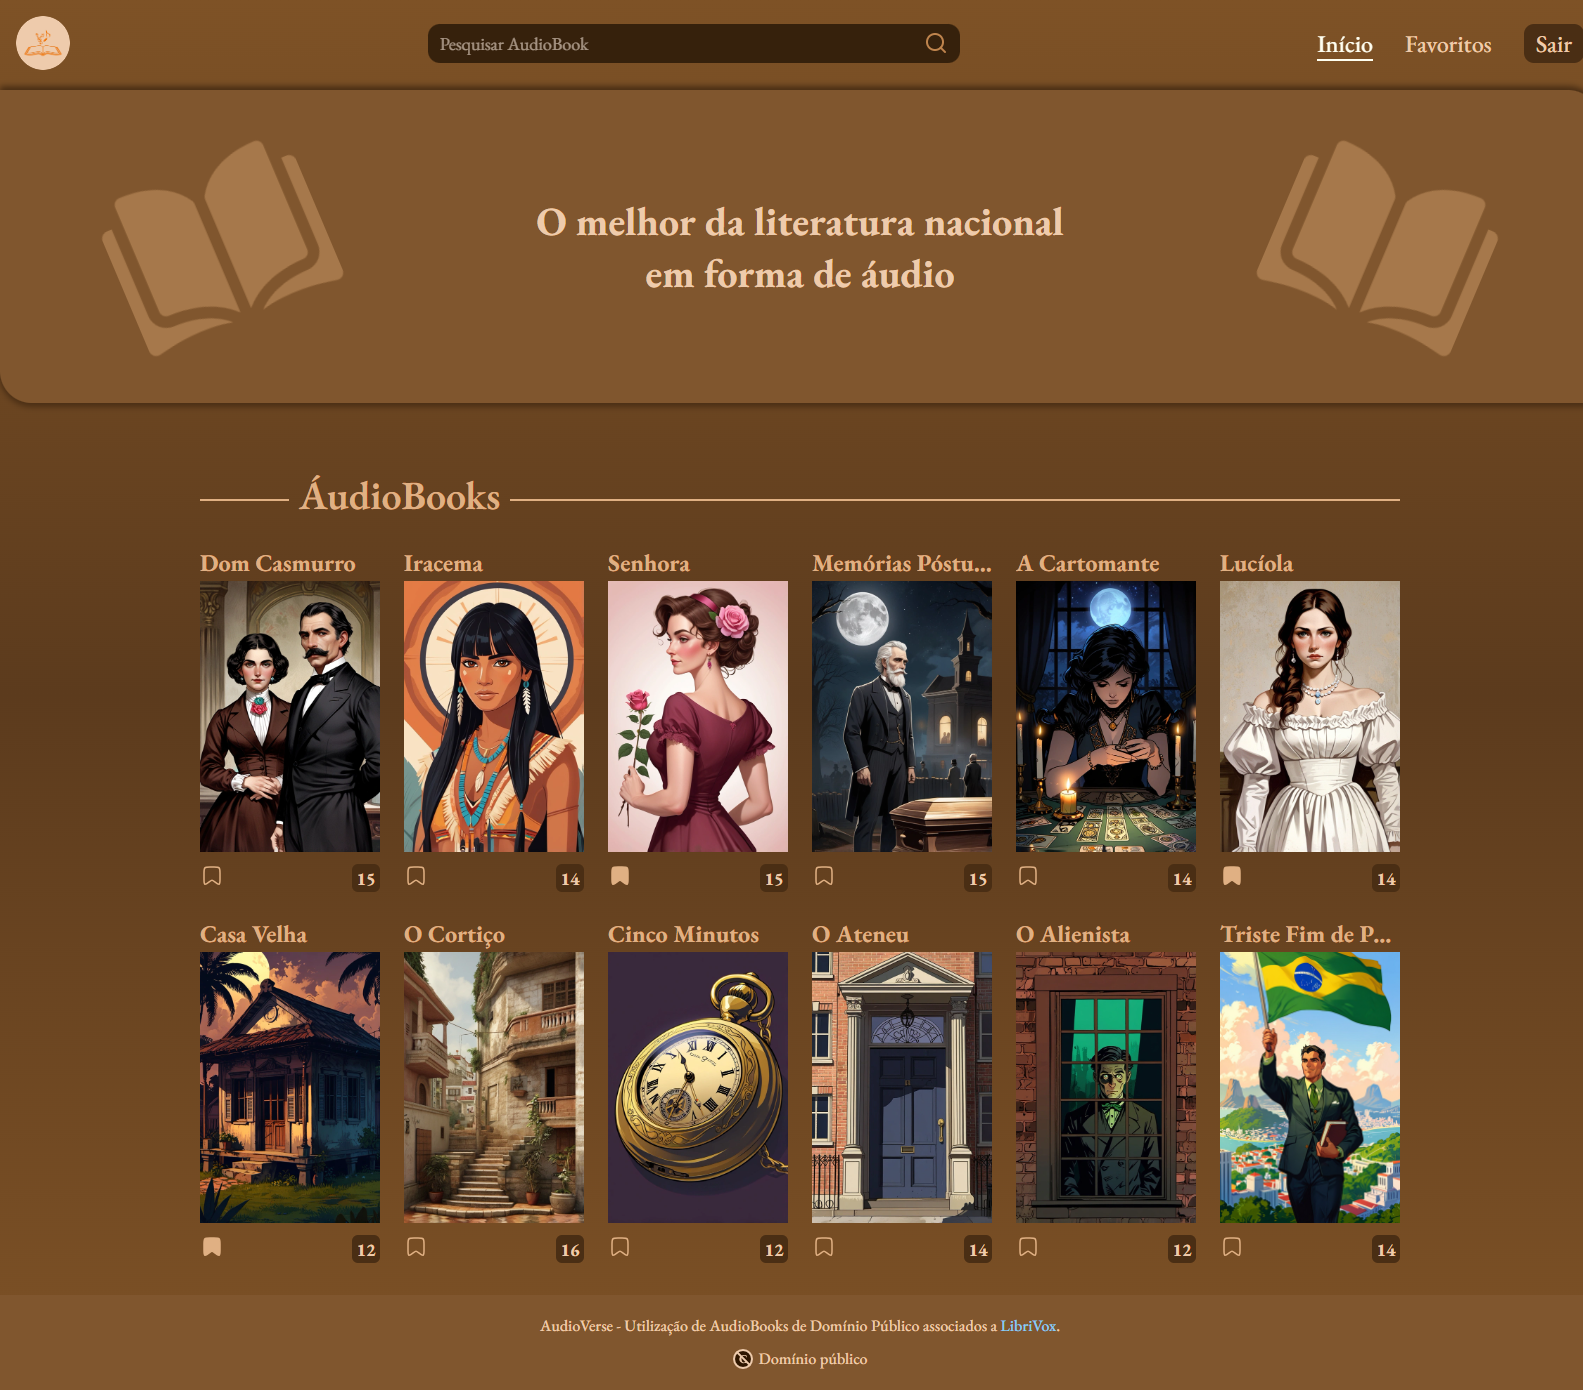 Pesquisar AudioBook
Início
Favoritos
Sair
O melhor da literatura nacional
em forma de áudio
ÁudioBooks
Dom Casmurro
Iracema
Senhora
Memórias Póstu...
A Cartomante
Lucíola
15
14
15
15
14
14
Casa Velha
O Cortiço
Cinco Minutos
O Ateneu
O Alienista
Triste Fim de P...
12
16
12
14
12
14
AudioVerse - Utilização de AudioBooks de Domínio Público associados a LibriVox.
Domínio público